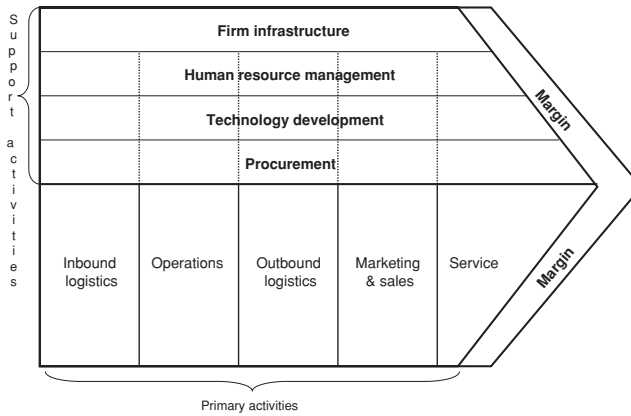 Support activities
Firm infrastructure
Human resource management
Technology development
Procurement
Margin
Inbound
logistics
Operations
Outbound
logistics
Marketing
& sales
Service
Margin
Primary activities